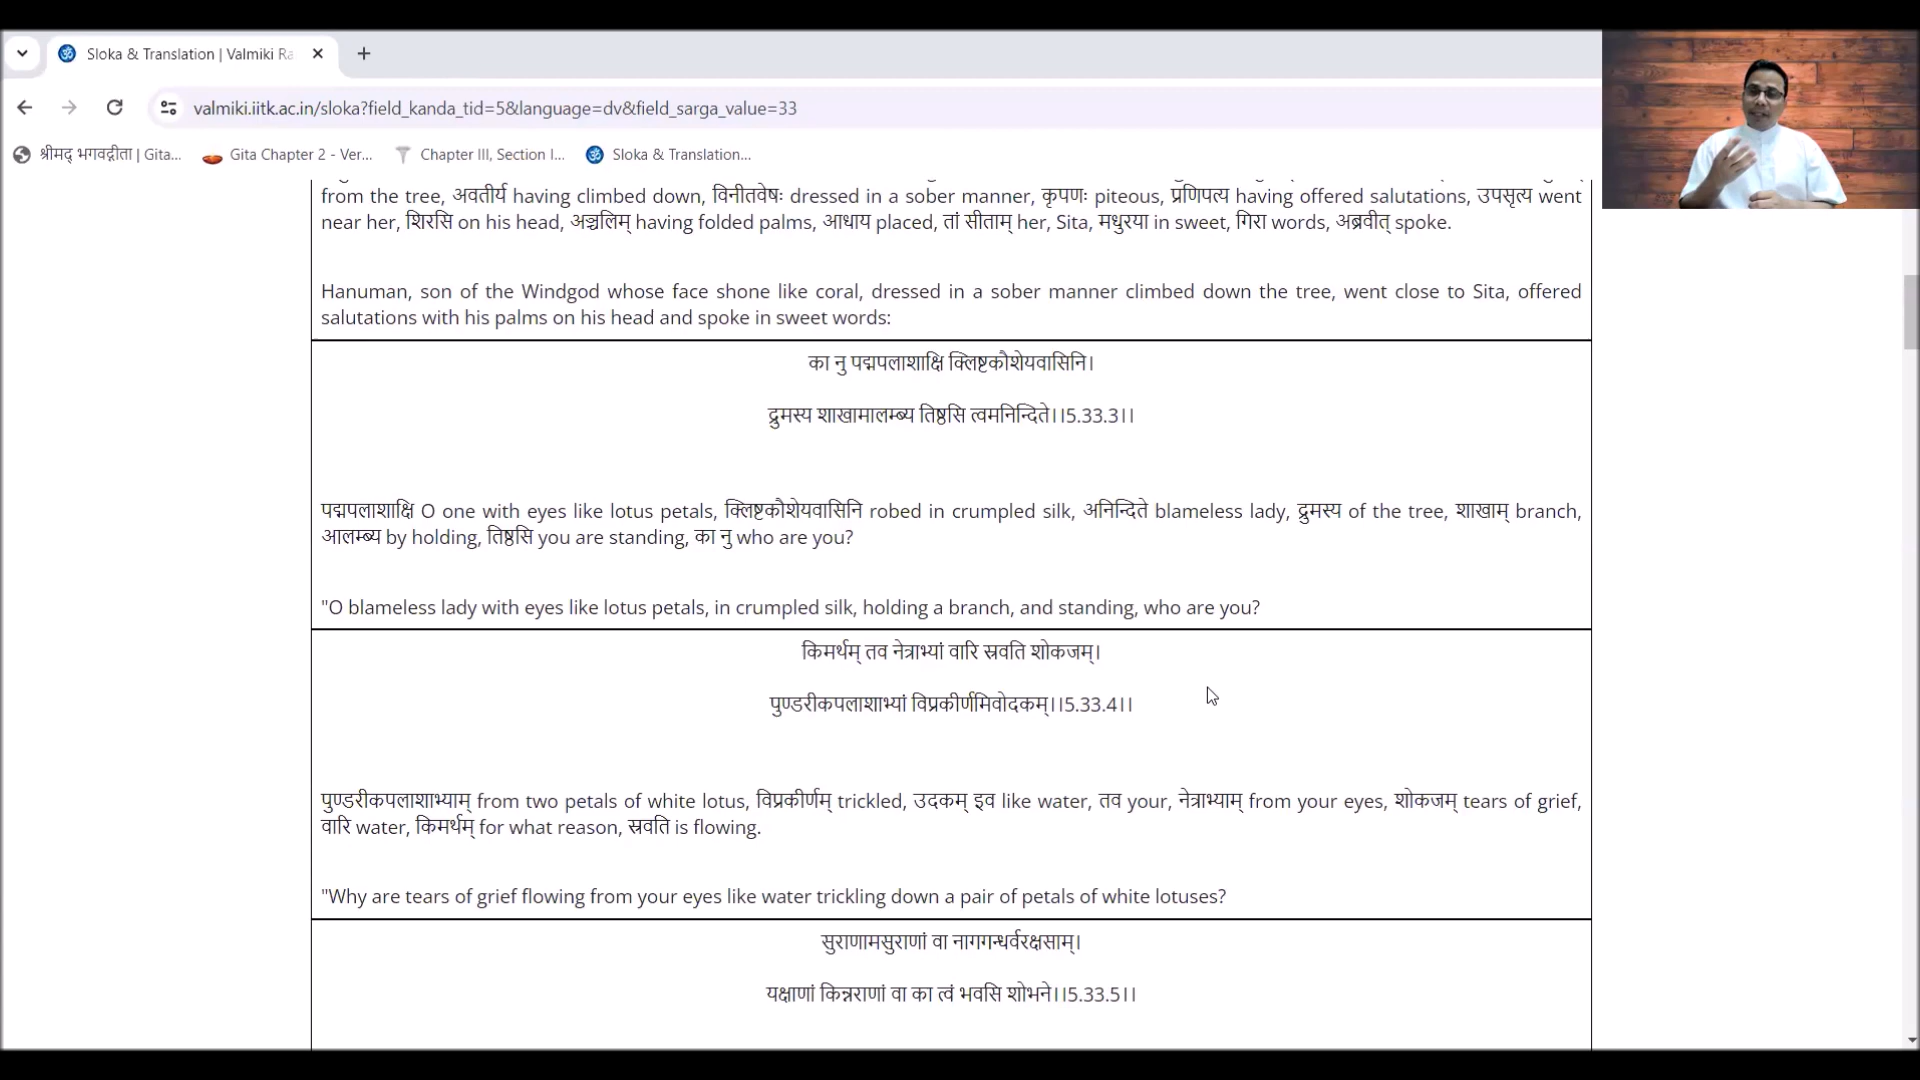 Sloka & Translation | Valmiki Ra
valmiki.iitk.ac.in/sloka?field_kanda_tid=5&language=dv&field_sarga_value=33
श्रीमद् भगवद्गीता | Gita... Gita Chapter 2 - Ver... Chapter III, Section I... Sloka & Translation...
from the tree, अवतीर्य having climbed down, विनीतवेषः dressed in a sober manner, कृपणः piteous, प्रणिपत्य having offered salutations, उपसृत्य went
near her, शिरसि on his head, अञ्चलिम् having folded palms, आधाय placed, तां सीताम् her, Sita, मधुरया in sweet, गिरा words, अब्रवीत् spoke.
Hanuman, son of the Windgod whose face shone like coral, dressed in a sober manner climbed down the tree, went close to Sita, offered
salutations with his palms on his head and spoke in sweet words:
का नु पद्मपलाशाक्षि क्लिष्टकौशेयवासिनि।
द्रुमस्य शाखामालम्ब्य तिष्ठसि त्वमनिन्दिते।।5.33.3।।
पद्मपलाशाक्षि O one with eyes like lotus petals, क्लिष्टकौशेयवासिनि robed in crumpled silk, अनिन्दिते blameless lady, द्रुमस्य of the tree, शाखाम् branch,
आलम्ब्य by holding, तिष्ठसि you are standing, का नु who are you?
"O blameless lady with eyes like lotus petals, in crumpled silk, holding a branch, and standing, who are you?
किमर्थम् तव नेत्राभ्यां वारि स्रवति शोकजम्।
पुण्डरीकपलाशाभ्यां विप्रकीर्णमिवोदकम्।।5.33.4।।
पुण्डरीकपलाशाभ्याम् from two petals of white lotus, विप्रकीर्णम् trickled, उदकम् इव like water, तव your, नेत्राभ्याम् from your eyes, शोकजम् tears of grief,
वारि water, किमर्थम् for what reason, स्रवति is flowing.
"Why are tears of grief flowing from your eyes like water trickling down a pair of petals of white lotuses?
सुराणामसुराणां वा नागगन्धर्वरक्षसाम्।
यक्षाणां किन्नराणां वा का त्वं भवसि शोभने।।5.33.5।।